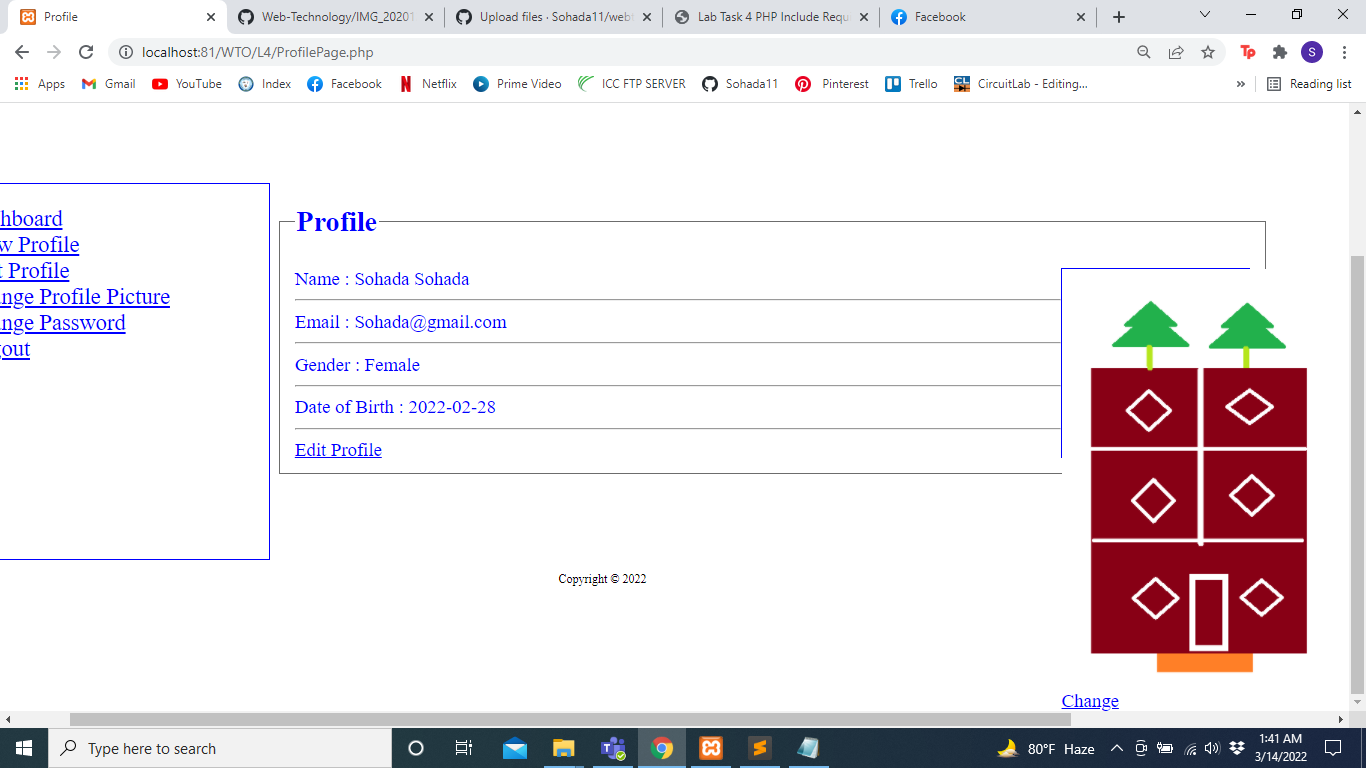 Profile
Web-Technology/IMG_20201
Upload files · Sohada11/webt
Lab Task 4 PHP Include Requ
Facebook
localhost:81/WTO/L4/ProfilePage.php
Tp
S
Apps
Gmail
YouTube
Index
Facebook
Netflix
Prime Video
ICC FTP SERVER
Sohada11
Pinterest
Trello
CL
CircuitLab - Editing...
»
Reading list
hboard
w Profile
t Profile
nge Profile Picture
nge Password
gout
Profile
Name : Sohada Sohada
Email : Sohada@gmail.com
Gender : Female
Date of Birth : 2022-02-28
Edit Profile
Change
Copyright © 2022
Type here to search
80°F Haze
1:41 AM
3/14/2022